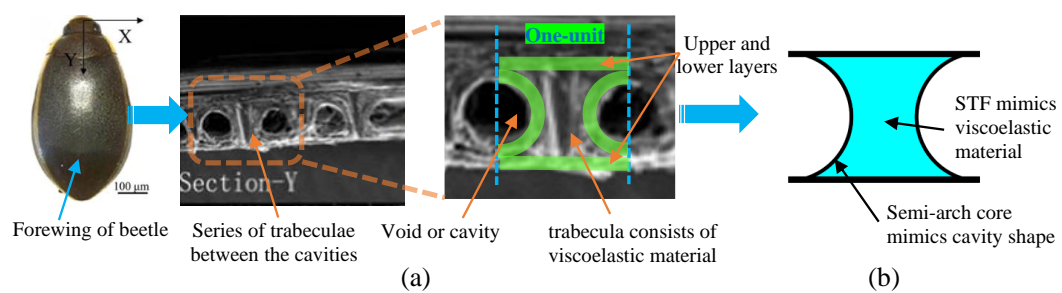 X
Y
100 μm
Forewing of beetle
Section-Y
Series of trabeculae
between the cavities
One-unit
Upper and
lower layers
Void or cavity
trabecula consists of
viscoelastic material
(a)
STF mimics
viscoelastic
material
Semi-arch core
mimics cavity shape
(b)